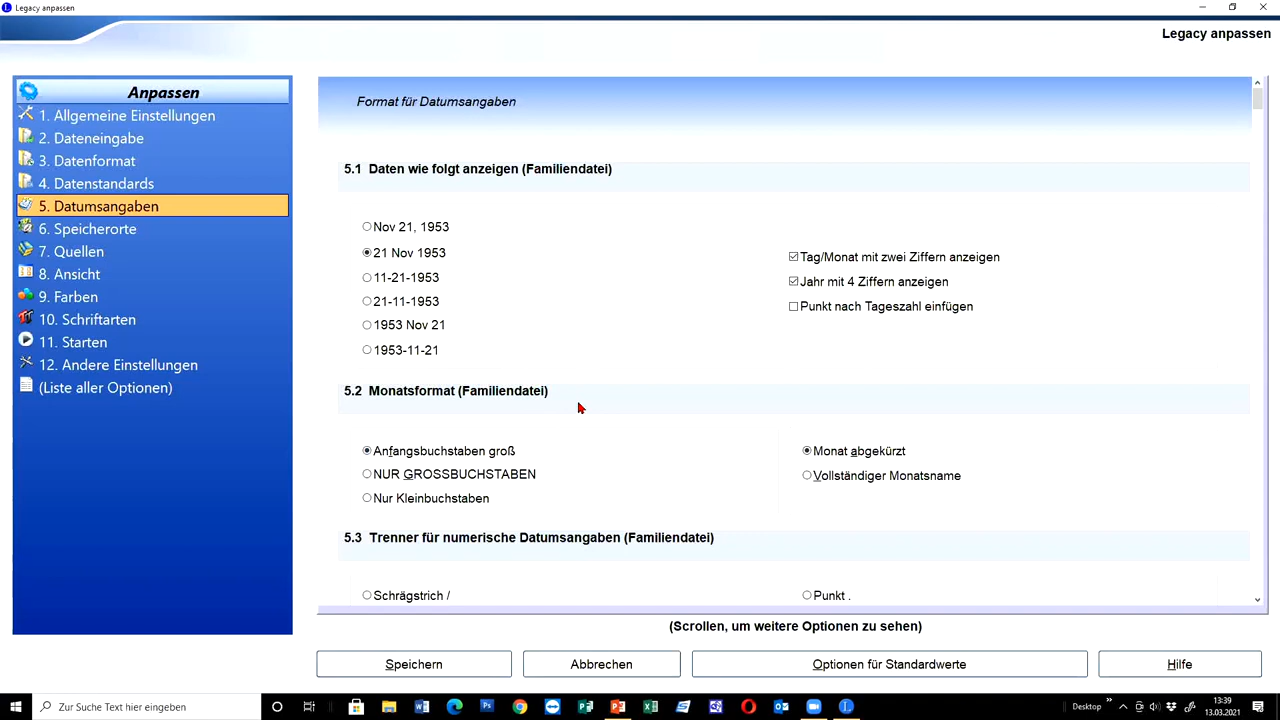 Legacy anpassen
Legacy anpassen
Anpassen
1. Allgemeine Einstellungen
2. Dateneingabe
3. Datenformat
4. Datenstandards
5. Datumsangaben
6. Speicherorte
7. Quellen
8. Ansicht
9. Farben
10. Schriftarten
11. Starten
12. Andere Einstellungen
(Liste aller Optionen)
Format für Datumsangaben
5.1 Daten wie folgt anzeigen (Familiendatei)
Nov 21, 1953
21 Nov 1953
11-21-1953
21-11-1953
1953 Nov 21
1953-11-21
Tag/Monat mit zwei Ziffern anzeigen
Jahr mit 4 Ziffern anzeigen
Punkt nach Tageszahl einfügen
5.2 Monatsformat (Familiendatei)
Anfangsbuchstaben groß
NUR GROSSBUCHSTABEN
Nur Kleinbuchstaben
Monat abgekürzt
Vollständiger Monatsname
5.3 Trenner für numerische Datumsangaben (Familiendatei)
Schrägstrich /
Punkt .
(Scrollen, um weitere Optionen zu sehen)
Speichern
Abbrechen
Optionen für Standardwerte
Hilfe
Zur Suche Text hier eingeben
Desktop
13:39
13.03.2021